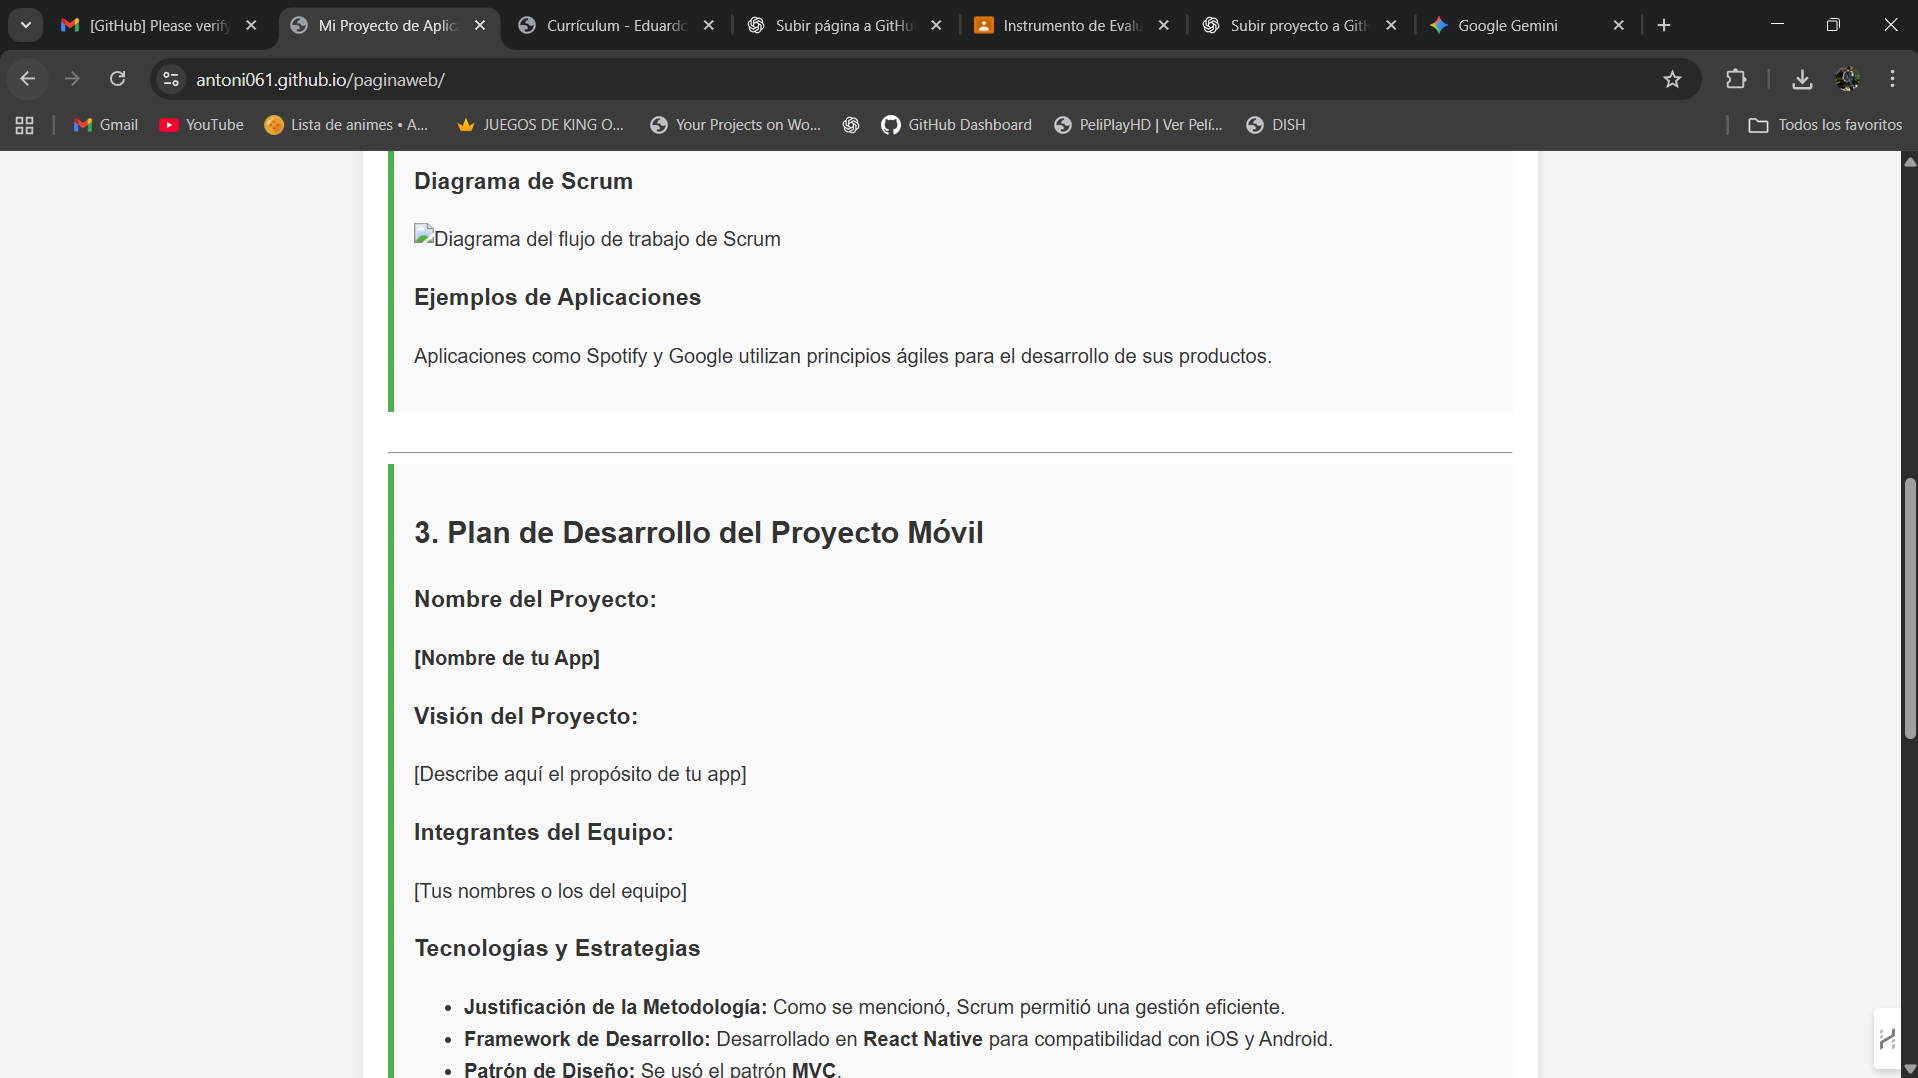 [GitHub] Please verify
Mi Proyecto de Aplica
Currículum - Eduardo
Subir página a GitHu
Instrumento de Evalu
Subir proyecto a GitH
Google Gemini
antoni061.github.io/paginaweb/
Gmail
YouTube
Lista de animes • A...
JUEGOS DE KING O...
Your Projects on Wo...
GitHub Dashboard
PeliPlayHD | Ver Pelí...
DISH
Todos los favoritos
Diagrama de Scrum
Diagrama del flujo de trabajo de Scrum
Ejemplos de Aplicaciones
Aplicaciones como Spotify y Google utilizan principios ágiles para el desarrollo de sus productos.
3. Plan de Desarrollo del Proyecto Móvil
Nombre del Proyecto:
[Nombre de tu App]
Visión del Proyecto:
[Describe aquí el propósito de tu app]
Integrantes del Equipo:
[Tus nombres o los del equipo]
Tecnologías y Estrategias
• Justificación de la Metodología: Como se mencionó, Scrum permitió una gestión eficiente.
• Framework de Desarrollo: Desarrollado en React Native para compatibilidad con iOS y Android.
• Patrón de Diseño: Se usó el patrón MVC.